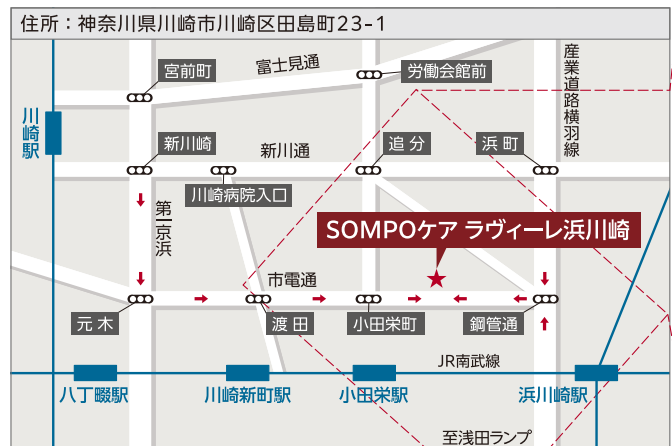 住所：神奈川県川崎市川崎区田島町23-1
宮前町
富士見通
労働会館前
産業道路横羽線
川崎駅
新川崎
新川通
追分
浜町
川崎病院入口
第一京浜
SOMPOケア ラヴィーレ浜川崎
市電通
元木
渡田
小田栄町
鋼管通
JR南武線
八丁畷駅
川崎新町駅
小田栄駅
浜川崎駅
至浅田ランプ